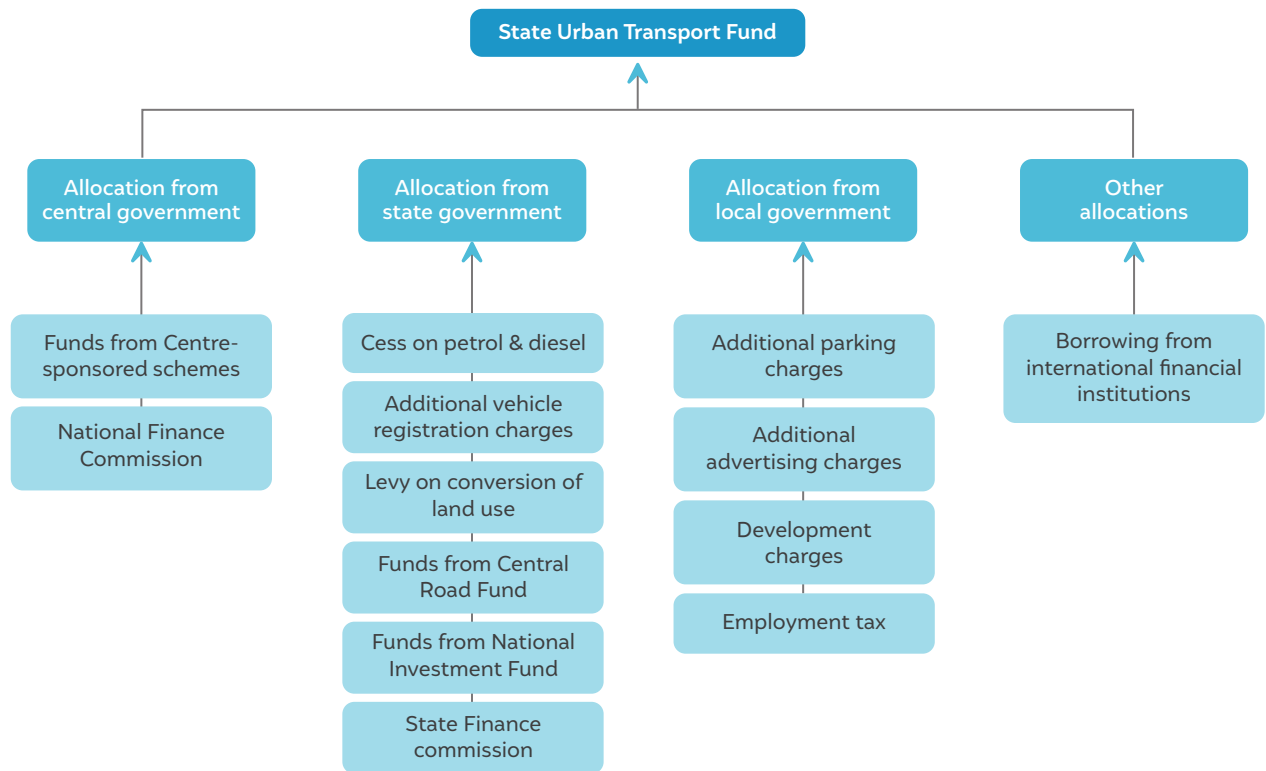 State Urban Transport Fund
Allocation from
central government
Funds from Centre-
sponsored schemes
National Finance
Commission
Allocation from
state government
Cess on petrol & diesel
Additional vehicle
registration charges
Levy on conversion of
land use
Funds from Central
Road Fund
Funds from National
Investment Fund
State Finance
commission
Allocation from
local government
Additional parking
charges
Additional
advertising charges
Development
charges
Employment tax
Other
allocations
Borrowing from
international financial
institutions